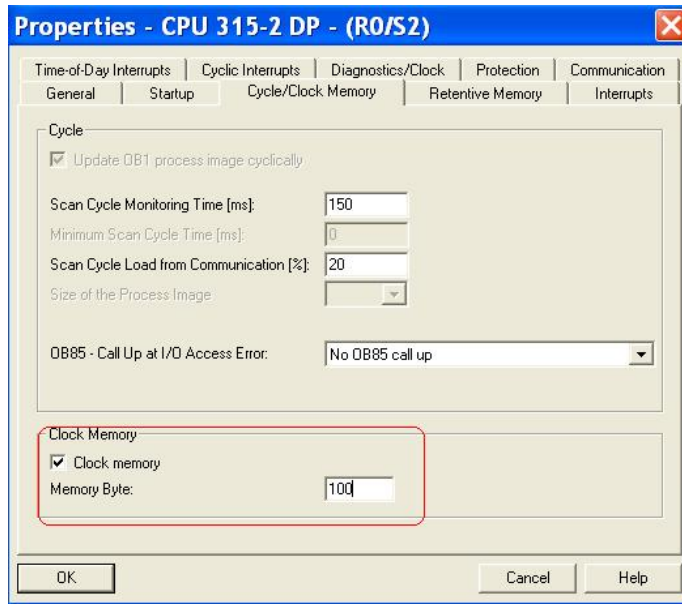 Properties - CPU 315-2 DP - (R0/S2)
Time-of-Day Interrupts Cyclic Interrupts Diagnostics/Clock Protection Communication
General Startup Cycle/Clock Memory Retentive Memory Interrupts
Cycle
Update OB1 process image cyclically
Scan Cycle Monitoring Time [ms]: 150
Minimum Scan Cycle Time [ms]: 0
Scan Cycle Load from Communication [%]: 20
Size of the Process Image
OB85 - Call Up at I/O Access Error: No OB85 call up
Clock Memory
Clock memory
Memory Byte: 100
OK Cancel Help